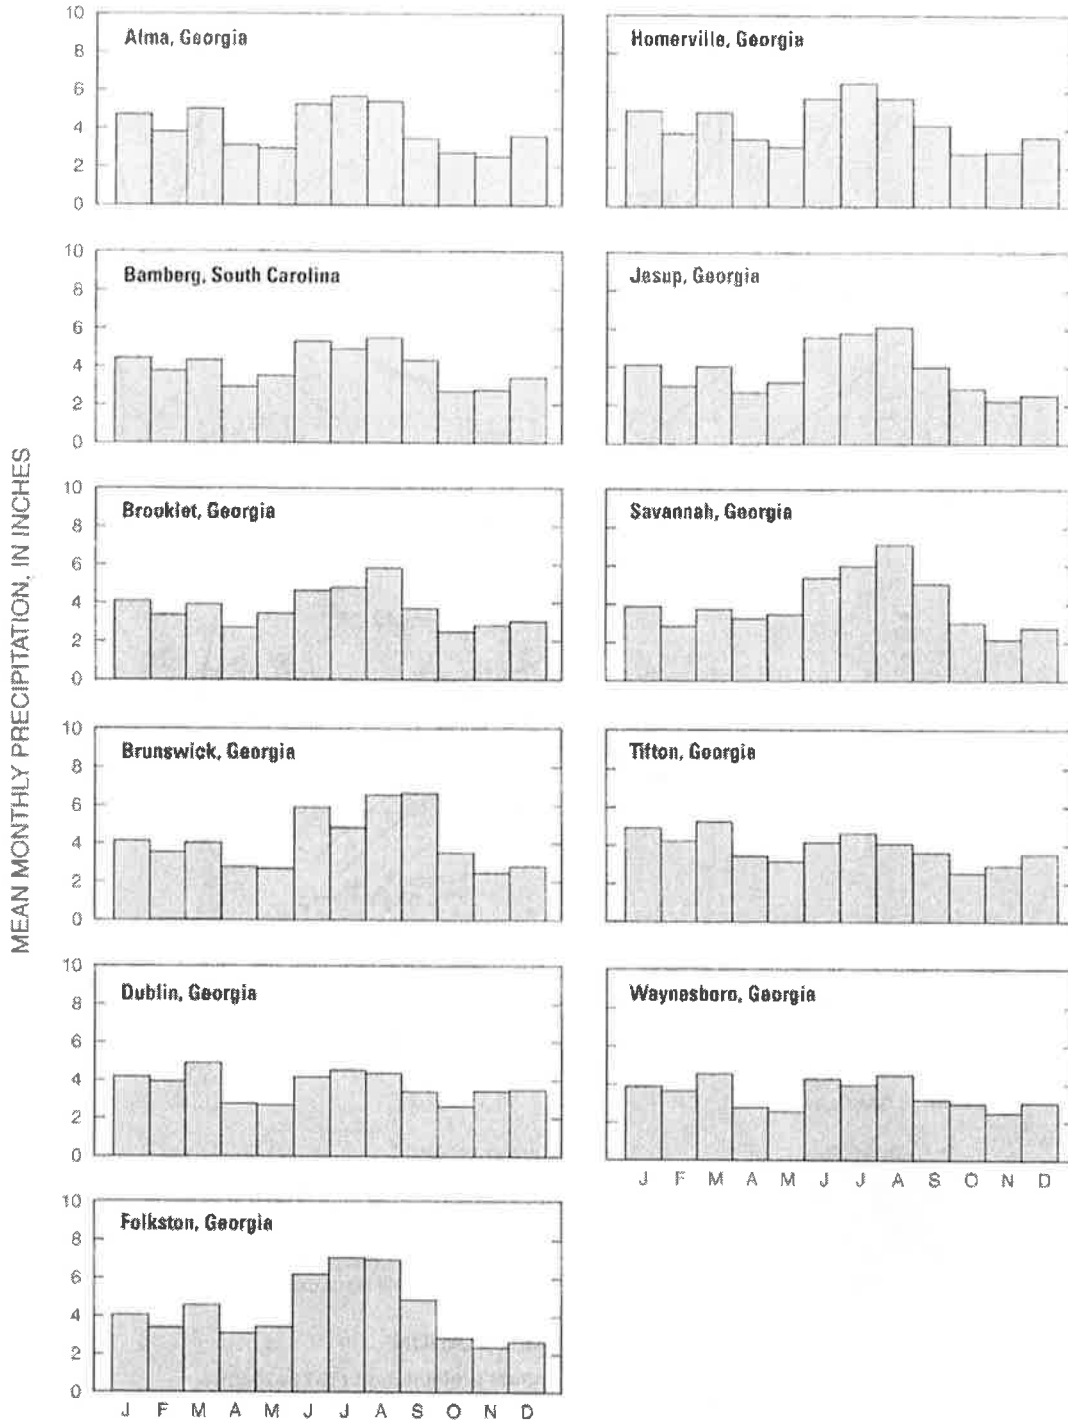 MEAN MONTHLY PRECIPITATION, IN INCHES
10
8
6
4
2
0
Alma, Georgia
Homerville, Georgia
10
8
6
4
2
0
Bamberg, South Carolina
Jesup, Georgia
10
8
6
4
2
0
Brooklet, Georgia
Savannah, Georgia
10
8
6
4
2
0
Brunswick, Georgia
Tifton, Georgia
10
8
6
4
2
0
Dublin, Georgia
Waynesboro, Georgia
J F M A M J J A S O N D
10
8
6
4
2
0
Folkston, Georgia
J F M A M J J A S O N D